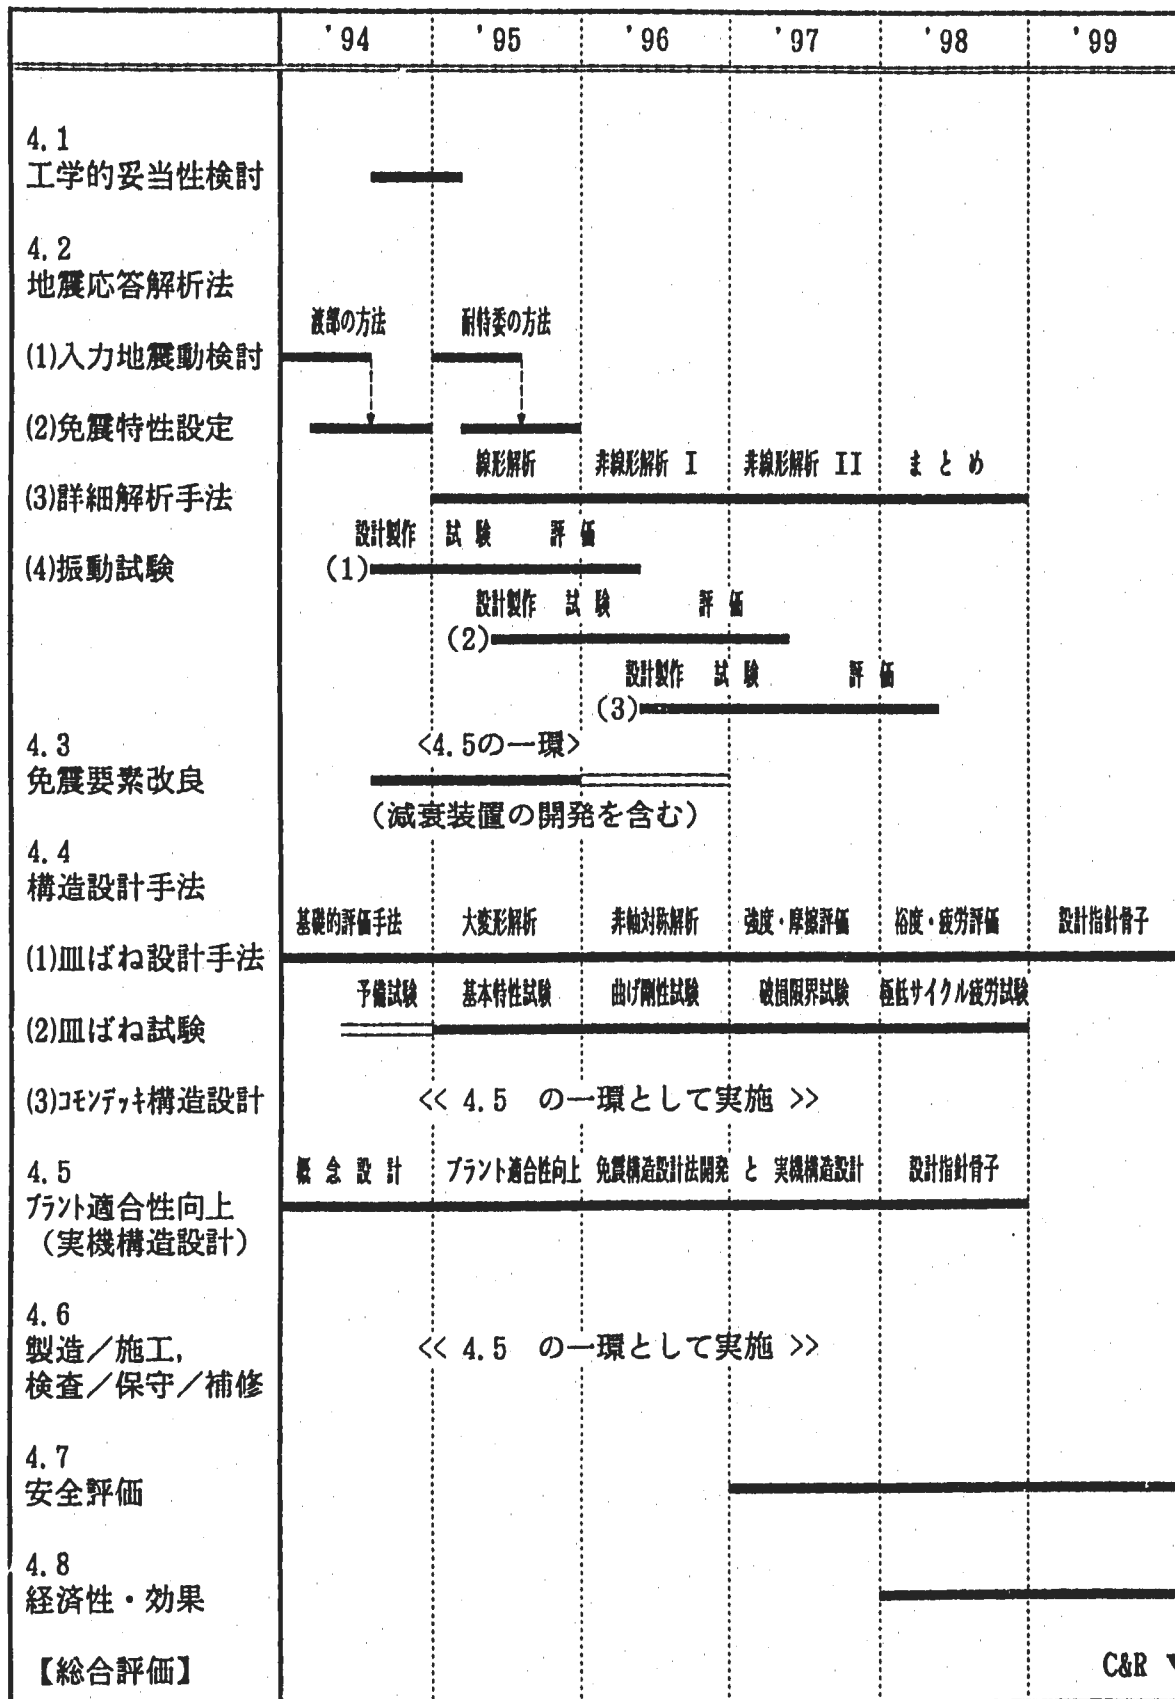 '94 '95 '96 '97 '98 '99
4.1
工学的妥当性検討
4.2
地震応答解析法
渡部の方法 耐特委の方法
(1)入力地震動検討
(2)免震特性設定
線形解析 非線形解析 I 非線形解析 II まとめ
(3)詳細解析手法
設計製作 試験 評価
(4)振動試験 (1)
設計製作 試験 評価
(2)
設計製作 試験 評価
(3)
4.3 <4.5の一環>
免震要素改良
(減衰装置の開発を含む)
4.4
構造設計手法
基礎的評価手法 大変形解析 非軸対称解析 強度・摩擦評価 裕度・疲労評価 設計指針骨子
(1)皿ばね設計手法
予備試験 基本特性試験 曲げ剛性試験 破損限界試験 極低サイクル疲労試験
(2)皿ばね試験
(3)コモンデッキ構造設計 << 4.5 の一環として実施 >>
4.5 概念設計 プラント適合性向上 免震構造設計法開発 と 実機構造設計 設計指針骨子
プラント適合性向上
(実機構造設計)
4.6
製造/施工, << 4.5 の一環として実施 >>
検査/保守/補修
4.7
安全評価
4.8
経済性・効果
【総合評価】 C&R ▼